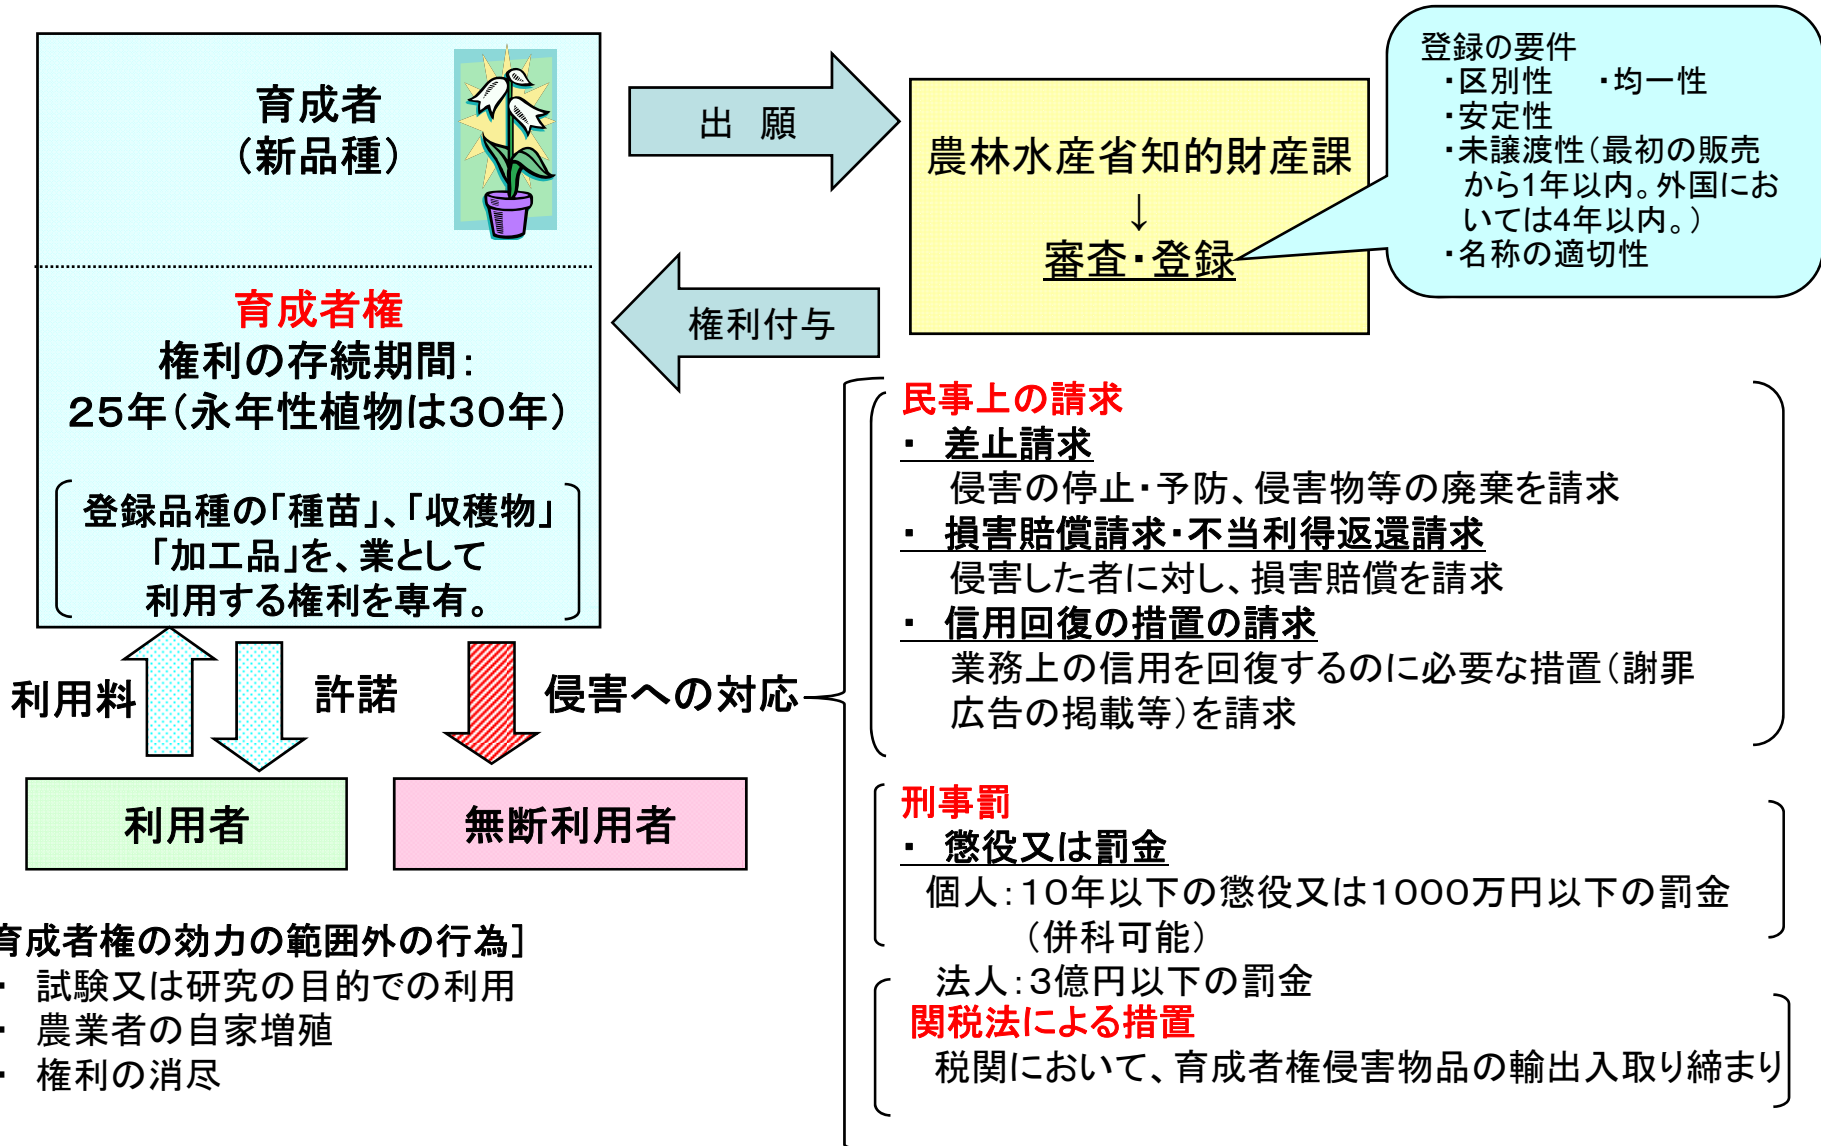 育成者
（新品種）
出　願
農林水産省知的財産課
↓
審査・登録
登録の要件
・区別性　・均一性
・安定性
・未譲渡性（最初の販売
から1年以内。外国にお
いては4年以内。）
・名称の適切性
権利付与
育成者権
権利の存続期間：
２５年（永年性植物は３０年）
登録品種の「種苗」、「収穫物」
「加工品」を、業として
利用する権利を専有。
利用料
許諾
侵害への対応
利用者
無断利用者
民事上の請求
・　差止請求
侵害の停止・予防、侵害物等の廃棄を請求
・　損害賠償請求・不当利得返還請求
侵害した者に対し、損害賠償を請求
・　信用回復の措置の請求
業務上の信用を回復するのに必要な措置（謝罪
広告の掲載等）を請求
刑事罰
・　懲役又は罰金
個人：１０年以下の懲役又は１０００万円以下の罰金
（併科可能）
法人：３億円以下の罰金
関税法による措置
税関において、育成者権侵害物品の輸出入取り締まり
育成者権の効力の範囲外の行為］
・　試験又は研究の目的での利用
・　農業者の自家増殖
・　権利の消尽